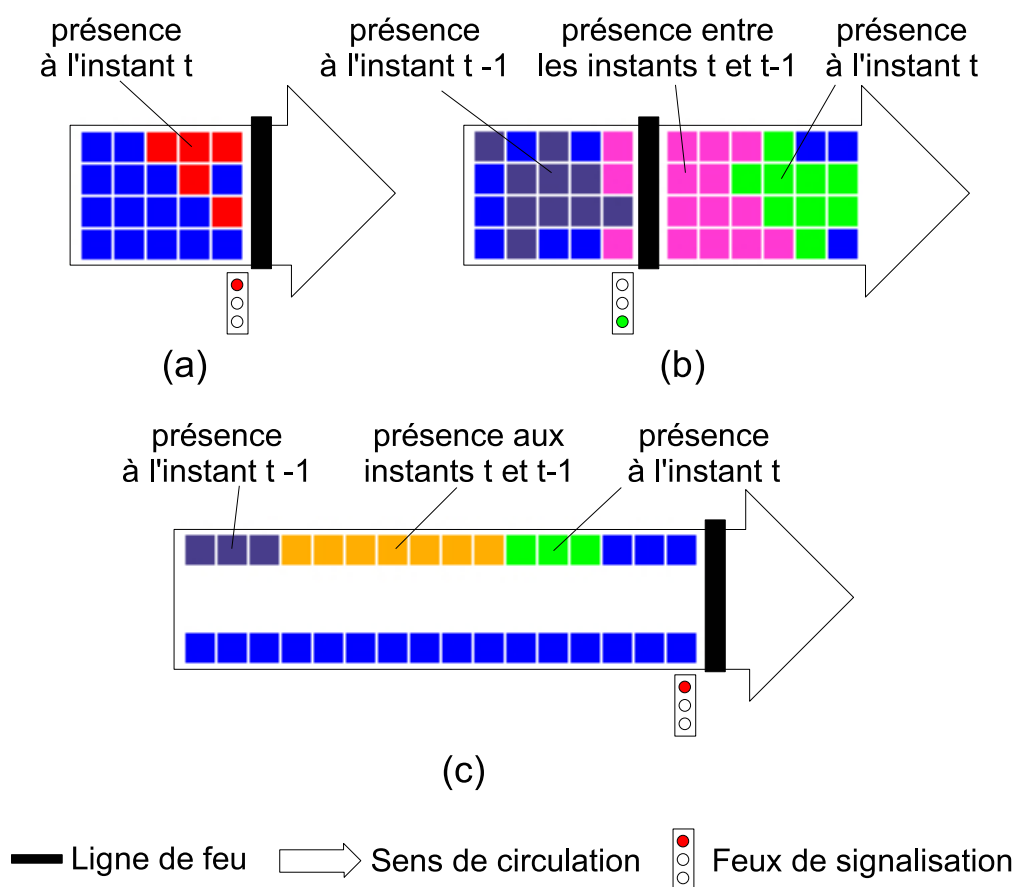 présence
à l'instant t
présence
à l'instant t -1
présence entre
les instants t et t-1
présence
à l'instant t
(a)
(b)
présence
à l'instant t -1
présence aux
instants t et t-1
présence
à l'instant t
(c)
Ligne de feu
Sens de circulation
Feux de signalisation